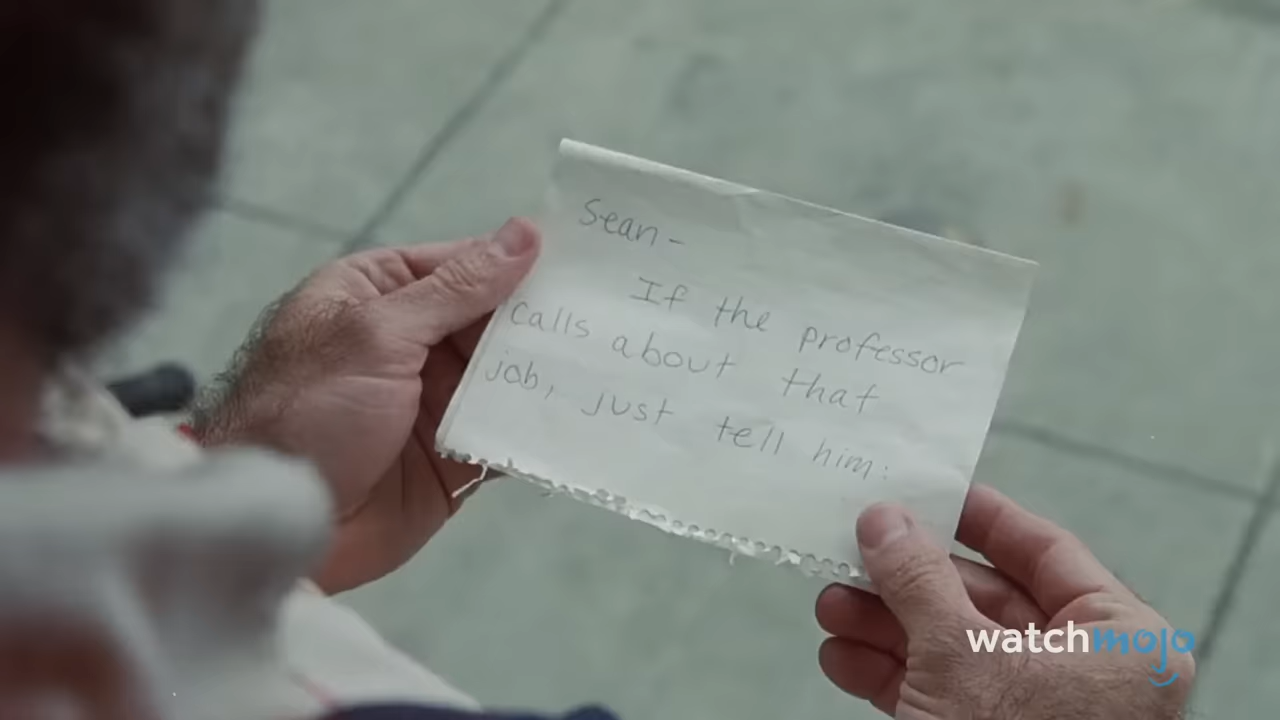 Sean-
If the professor
calls about that
job, just tell him:
watchmojo